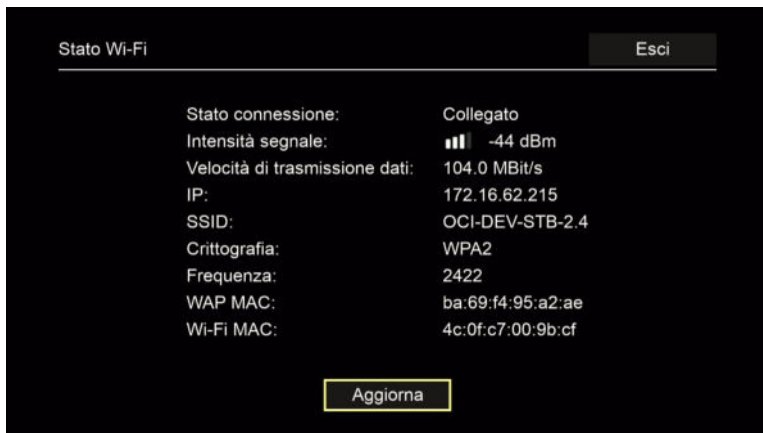 Stato Wi-Fi Esci
Stato connessione: Collegato
Intensità segnale: -44 dBm
Velocità di trasmissione dati: 104.0 MBit/s
IP: 172.16.62.215
SSID: OCI-DEV-STB-2.4
Crittografia: WPA2
Frequenza: 2422
WAP MAC: ba:69:f4:95:a2:ae
Wi-Fi MAC: 4c:0f:c7:00:9b:cf
Aggiorna